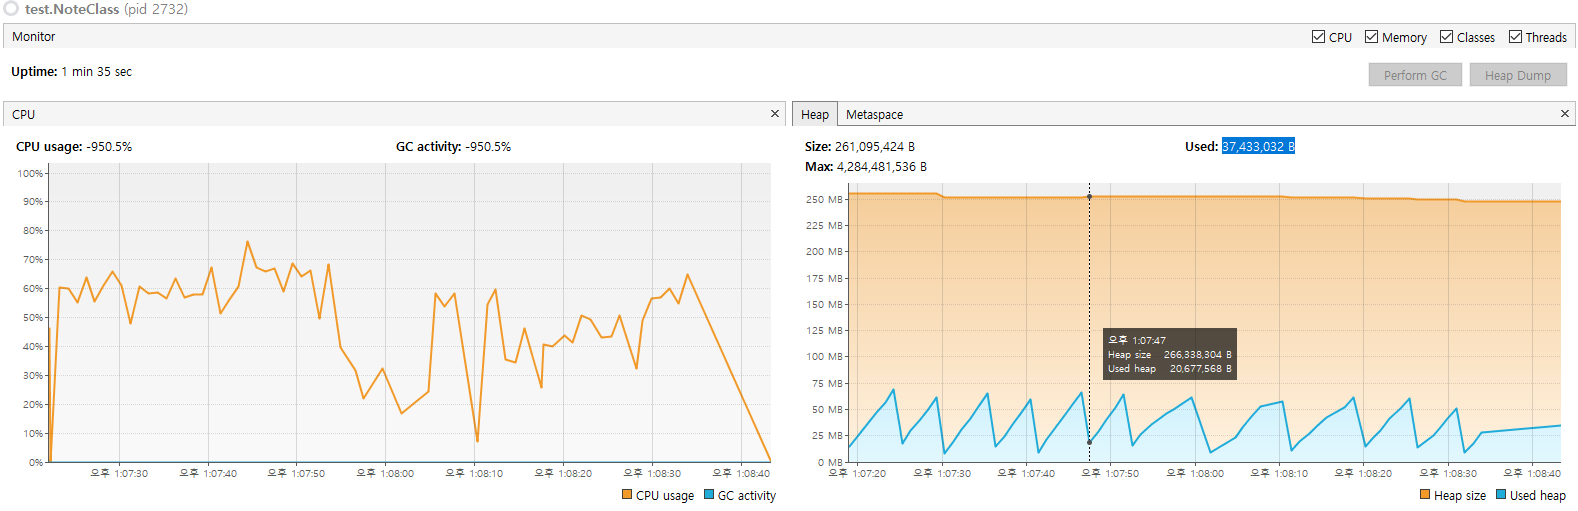 test.NoteClass (pid 2732)
Monitor
CPU Memory Classes Threads
Uptime: 1 min 35 sec
Perform GC Heap Dump
CPU ×
CPU usage: -950.5% GC activity: -950.5%
100%
90%
80%
70%
60%
50%
40%
30%
20%
10%
0%
오후 1:07:30 오후 1:07:40 오후 1:07:50 오후 1:08:00 오후 1:08:10 오후 1:08:20 오후 1:08:30 오후 1:08:40
CPU usage GC activity
Heap Metaspace ×
Size: 261,095,424 B Used: 37,433,032 B
Max: 4,284,481,536 B
250 MB
225 MB
200 MB
175 MB
150 MB
125 MB
100 MB
75 MB
50 MB
25 MB
0 MB
오후 1:07:47
Heap size 266,338,304 B
Used heap 20,677,568 B
오후 1:07:20 오후 1:07:30 오후 1:07:40 오후 1:07:50 오후 1:08:00 오후 1:08:10 오후 1:08:20 오후 1:08:30 오후 1:08:40
Heap size Used heap